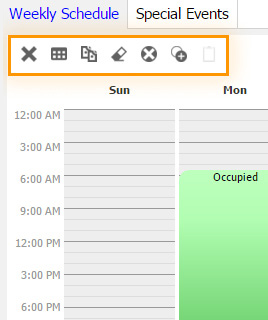 Weekly Schedule Special Events
Sun Mon
12:00 AM
3:00 AM
6:00 AM Occupied
9:00 AM
12:00 PM
3:00 PM
6:00 PM